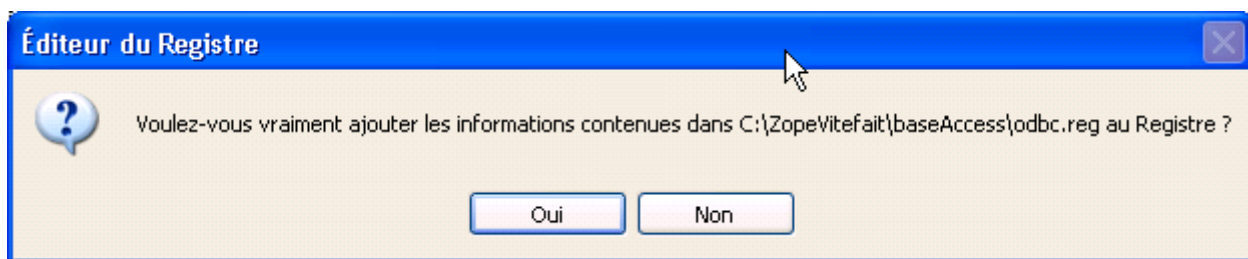 Éditeur du Registre
Voulez-vous vraiment ajouter les informations contenues dans C:\ZopeVitefait\baseAccess\odbc.reg au Registre ?
Oui
Non